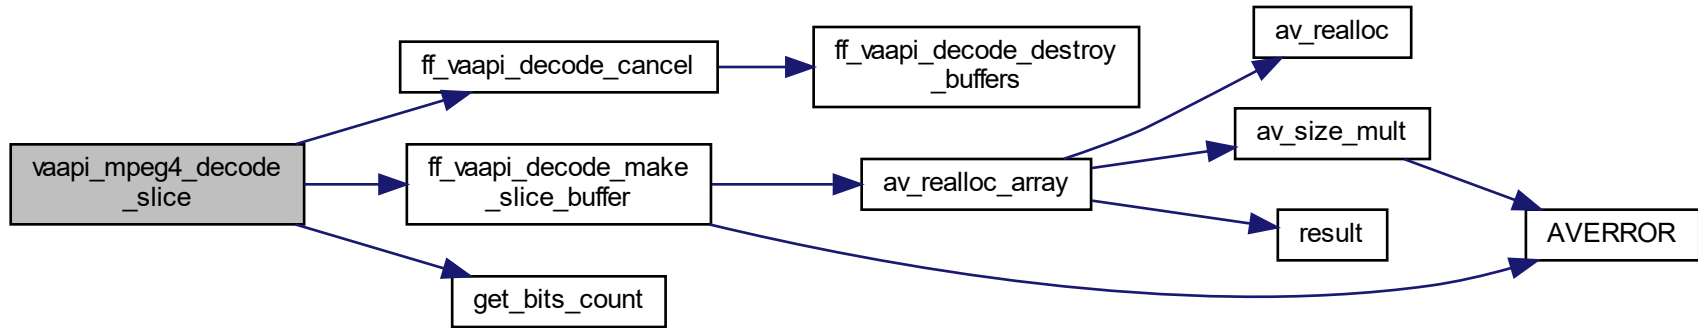 vaapi_mpeg4_decode
_slice
ff_vaapi_decode_cancel
ff_vaapi_decode_make
_slice_buffer
get_bits_count
ff_vaapi_decode_destroy
_buffers
av_realloc_array
av_realloc
av_size_mult
result
AVERROR